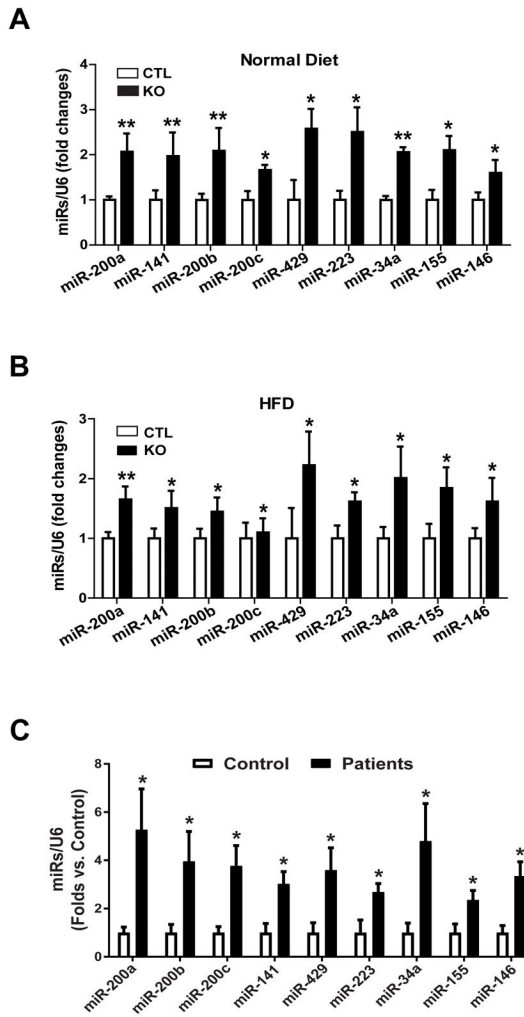 A
Normal Diet
CTL
KO
miRs/U6 (fold changes)
4
3
2
1
0
** ** ** * * * ** * *
miR-200a miR-141 miR-200b miR-200c miR-429 miR-223 miR-34a miR-155 miR-146
B
HFD
CTL
KO
miRs/U6 (fold changes)
3
2
1
0
** * * * * * * * *
miR-200a miR-141 miR-200b miR-200c miR-429 miR-223 miR-34a miR-155 miR-146
C
Control Patients
miRs/U6
(Folds vs. Control)
8
6
4
2
0
* * * * * * * * *
miR-200a miR-200b miR-200c miR-141 miR-429 miR-223 miR-34a miR-155 miR-146